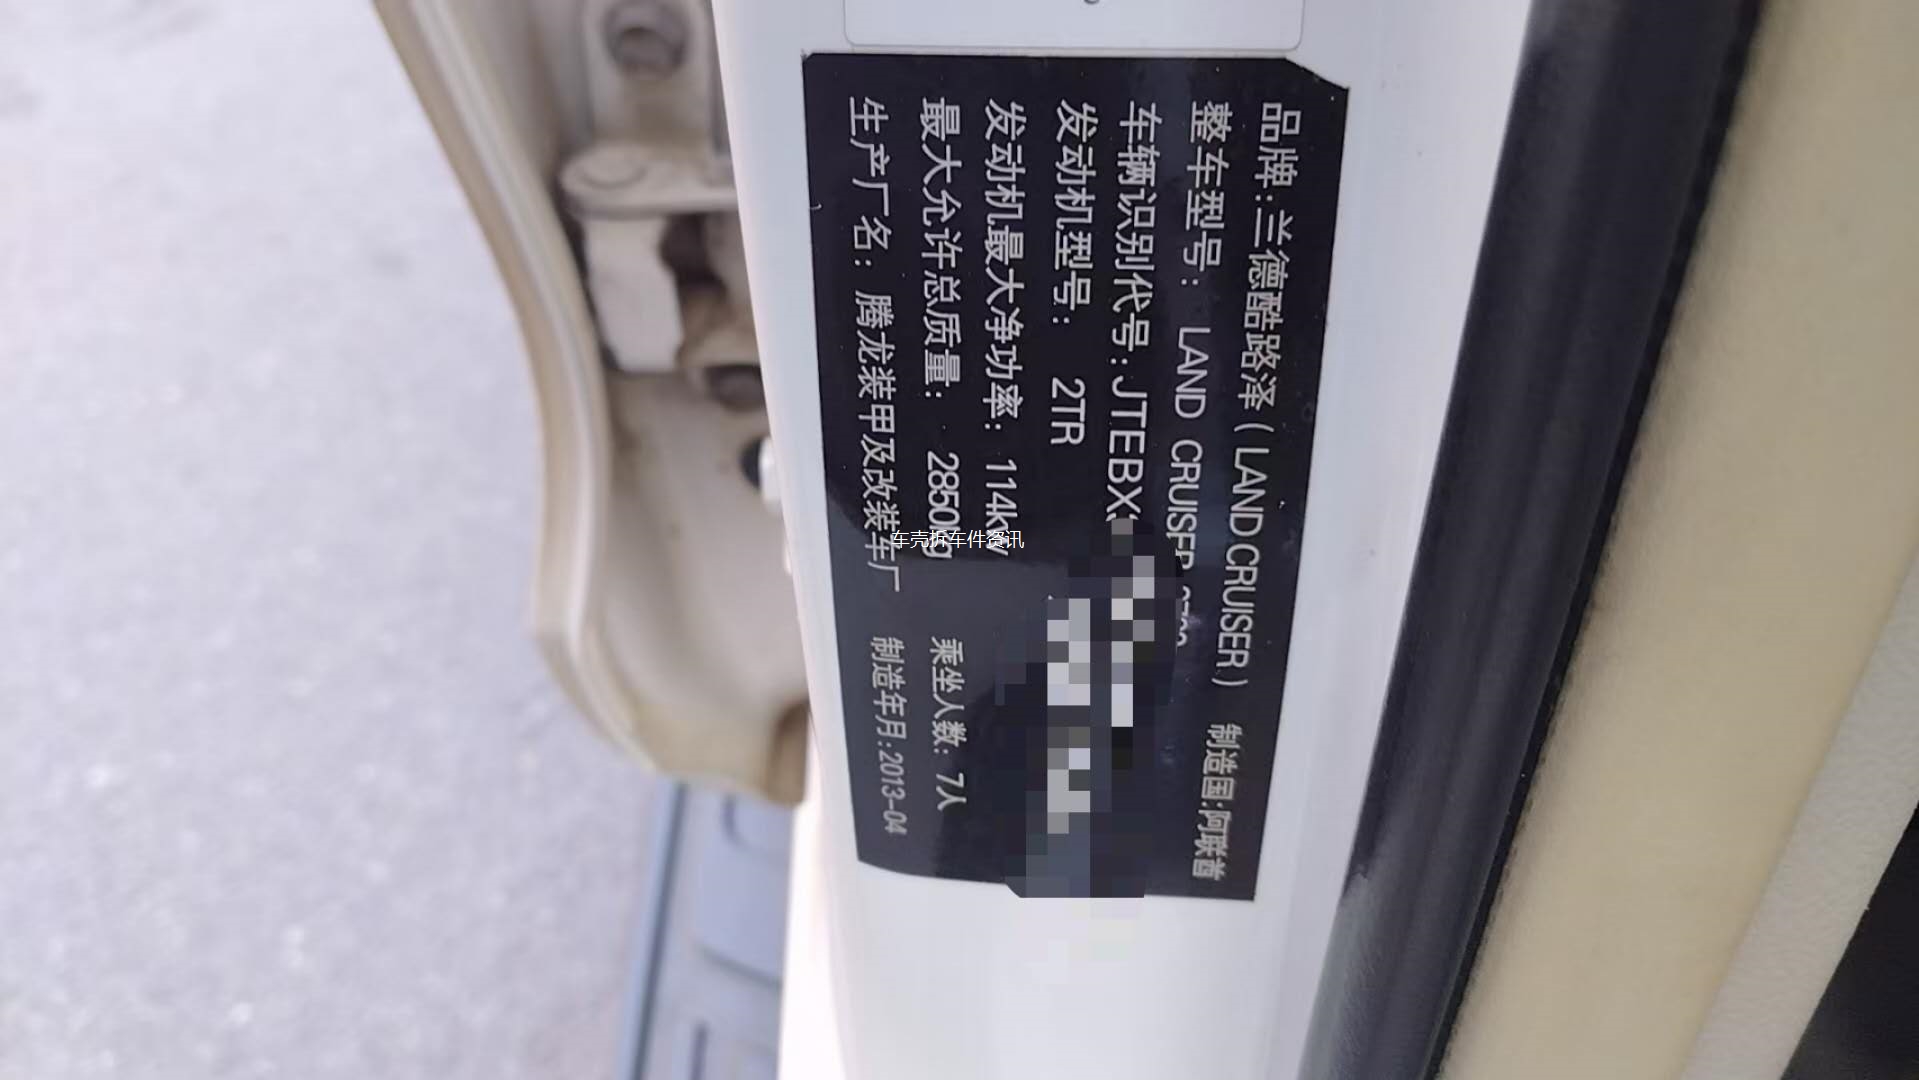 品牌:兰德酷路泽(LAND CRUISER) 制造国:阿联酋
整车型号: LAND CRUISER 2700
车辆识别代号:JTEBX
发动机型号: 2TR
发动机最大净功率: 114kw
最大允许总质量: 2850kg 乘坐人数: 7人
生产厂名: 腾龙装甲及改装车厂 制造年月:2013-04
车壳拆车件资讯